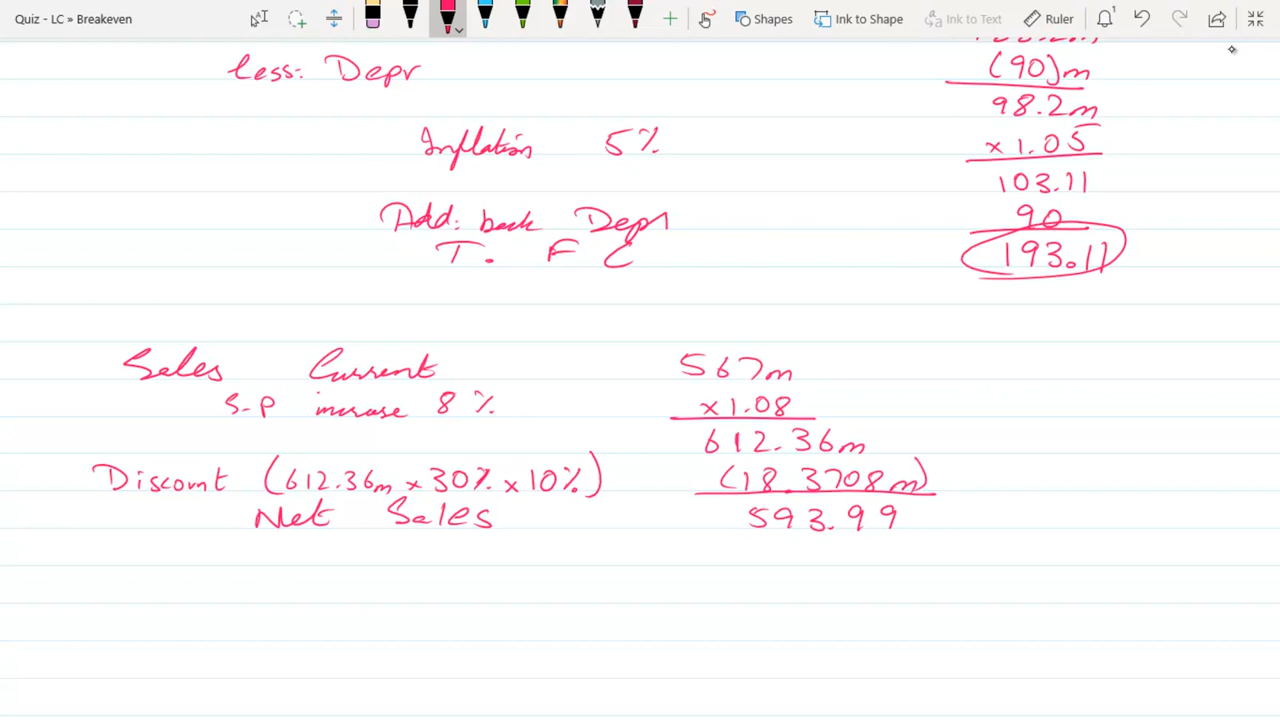 Quiz - LC » Breakeven
Shapes
Ink to Shape
Ink to Text
Ruler
1
less: Depr (90)m
98.2m
Inflation 5% x 1.05
103.11
Add: back Depr 90
T. F C 193.11
Sales Current 567m
S-P increase 8% x1.08
612.36m
Discount (612.36m x 30% x 10%) (18.3708m)
Net Sales 593.99